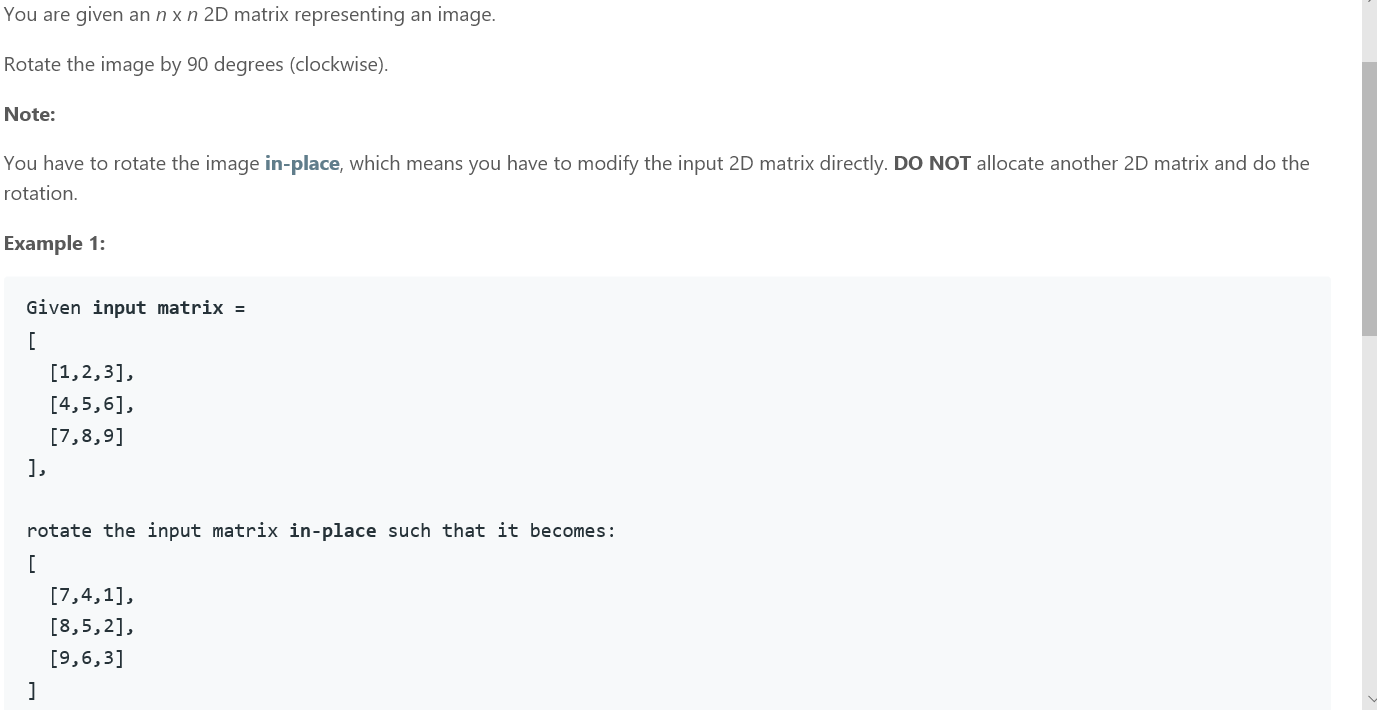 You are given an n x n 2D matrix representing an image.
Rotate the image by 90 degrees (clockwise).
Note:
You have to rotate the image in-place, which means you have to modify the input 2D matrix directly. DO NOT allocate another 2D matrix and do the
rotation.
Example 1:
Given input matrix =
[
  [1,2,3],
  [4,5,6],
  [7,8,9]
],
rotate the input matrix in-place such that it becomes:
[
  [7,4,1],
  [8,5,2],
  [9,6,3]
]